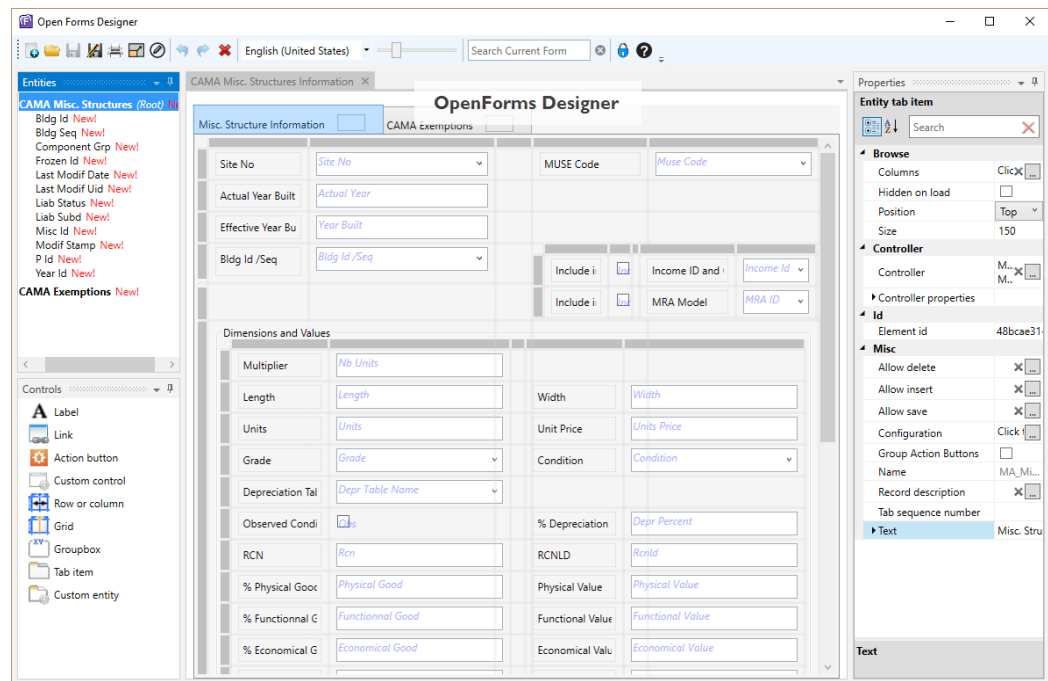 Open Forms Designer
English (United States)
Search Current Form
Entities
CAMA Misc. Structures (Root)
Bldg Id New!
Bldg Seq New!
Component Grp New!
Frozen Id New!
Last Modif Date New!
Last Modif Uid New!
Liab Status New!
Liab Subd New!
Misc Id New!
Modif Stamp New!
P Id New!
Year Id New!
CAMA Exemptions New!
Controls
Label
Link
Action button
Custom control
Row or column
Grid
Groupbox
Tab item
Custom entity
CAMA Misc. Structures Information
OpenForms Designer
Misc. Structure Information
CAMA Exemptions
Site No Site No MUSE Code Muse Code
Actual Year Built Actual Year
Effective Year Bu Year Built
Bldg Id /Seq Bldg Id /Seq
Include i Income ID and Income Id
Include i MRA Model MRA ID
Dimensions and Values
Multiplier Nb Units
Length Length Width Width
Units Units Unit Price Units Price
Grade Grade Condition Condition
Depreciation Tal Depr Table Name
Observed Condi Obs % Depreciation Depr Percent
RCN Rcn RCNLD Rcnld
% Physical Good Physical Good Physical Value Physical Value
% Functionnal G Functionnal Good Functional Value Functional Value
% Economical G Economical Good Economical Valu Economical Value
Properties
Entity tab item
Search
Browse
Columns Clic ...
Hidden on load
Position Top
Size 150
Controller
Controller M... M... ...
Controller properties
Id
Element id 48bcae31-
Misc
Allow delete ...
Allow insert ...
Allow save ...
Configuration Click ...
Group Action Buttons
Name MA_Mi...
Record description ...
Tab sequence number
Text Misc. Stru
Text